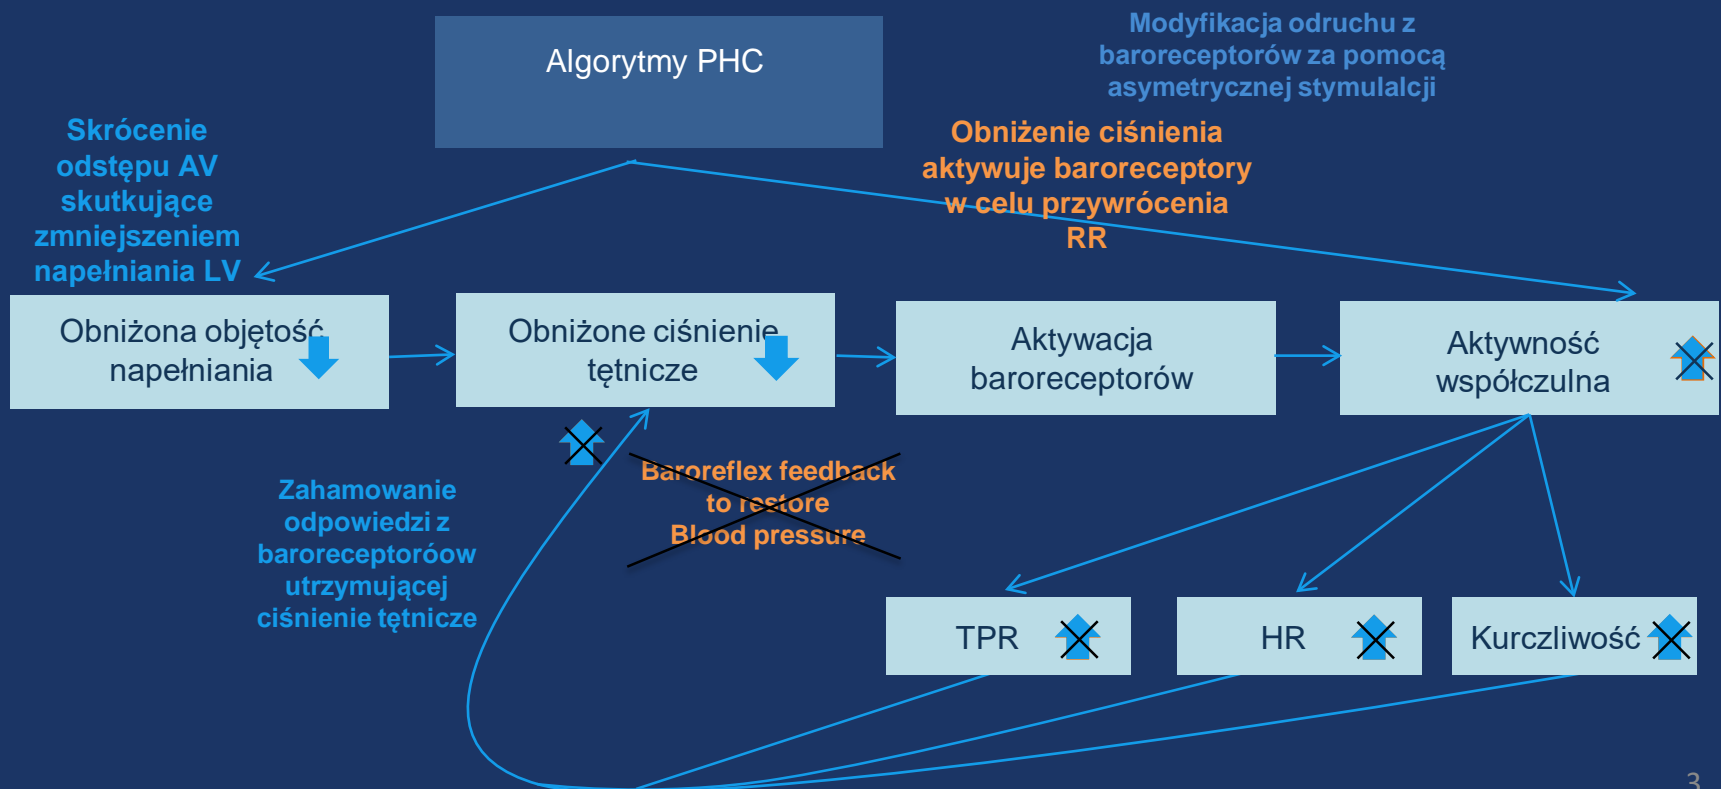 Algorytmy PHC
Modyfikacja odruchu z
baroreceptorów za pomocą
asymetrycznej stymulalcji
Skrócenie
odstępu AV
skutkujące
zmniejszeniem
napełniania LV
Obniżenie ciśnienia
aktywuje baroreceptory
w celu przywrócenia
RR
Obniżona objętość
napełniania
Obniżone ciśnienie
tętnicze
Aktywacja
baroreceptorów
Aktywność
współczulna
Zahamowanie
odpowiedzi z
baroreceptoróow
utrzymującej
ciśnienie tętnicze
Baroreflex feedback
to restore
Blood pressure
TPR
HR
Kurczliwość
3